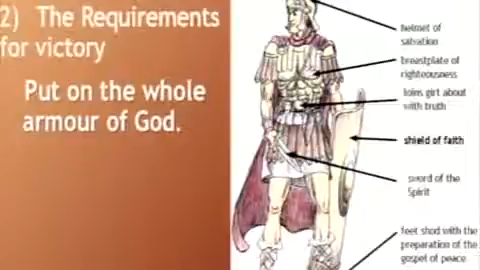 2) The Requirements
for victory
Put on the whole
armour of God.
helmet of
salvation
breastplate of
righteousness
loins girt about
with truth
shield of faith
sword of the
Spirit
feet shod with the
preparation of the
gospel of peace